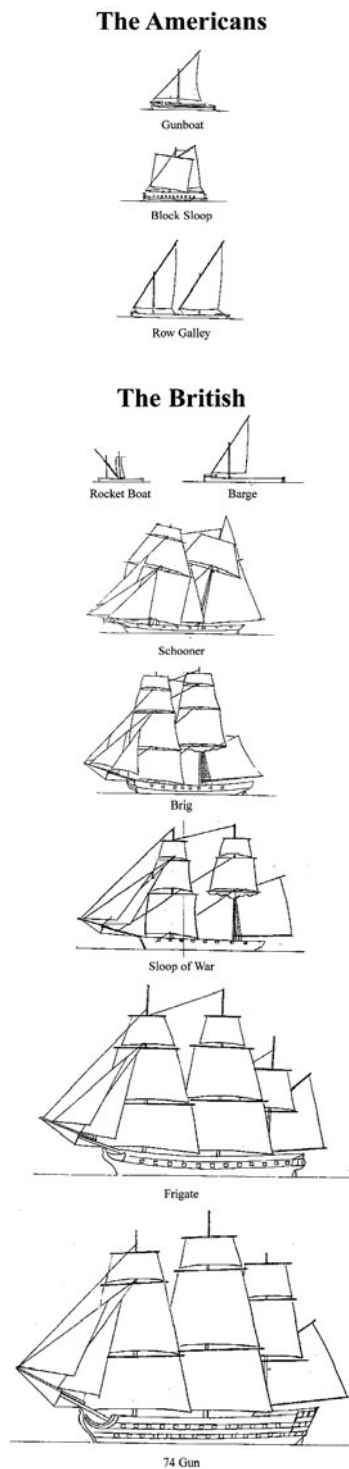 The Americans
Gunboat
Block Sloop
Row Galley
The British
Rocket Boat
Barge
Schooner
Brig
Sloop of War
Frigate
74 Gun